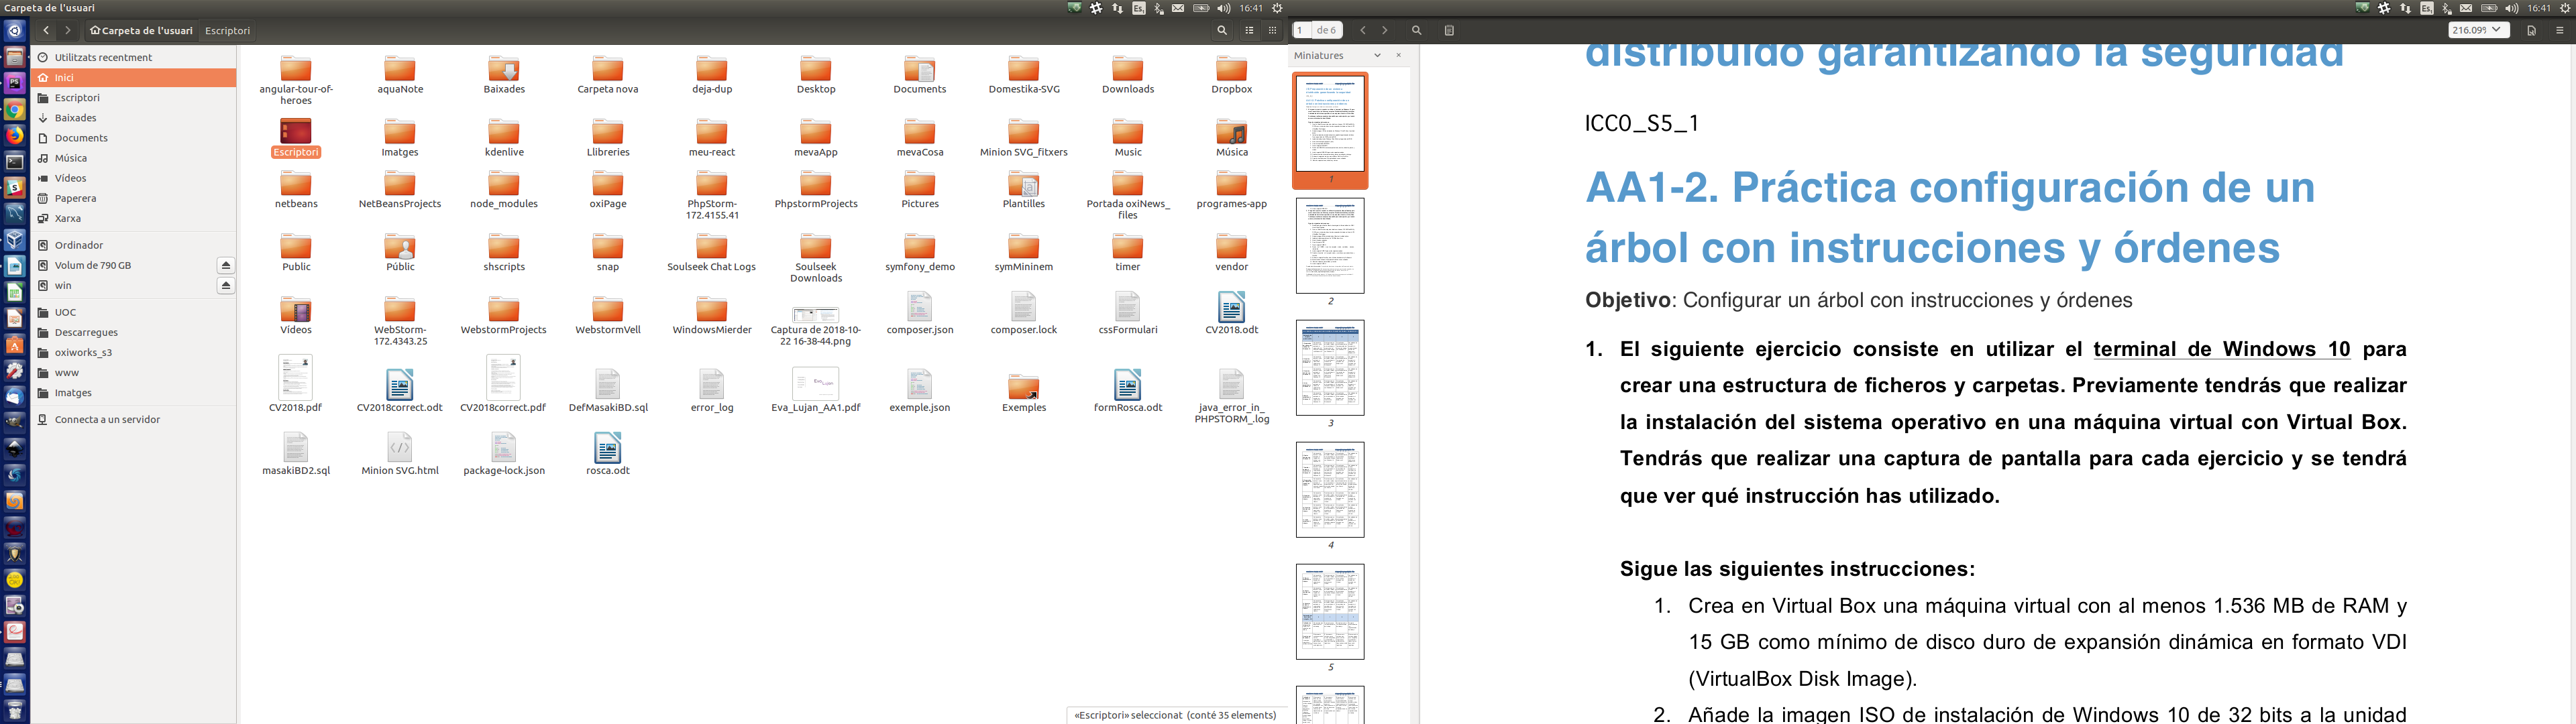 Carpeta de l'usuari
Es
16:41
Es
16:41
Carpeta de l'usuari
Escriptori
1 de 6
216.09%
Utilitzats recentment
Inici
Escriptori
Baixades
Documents
Música
Vídeos
Paperera
Xarxa
Ordinador
Volum de 790 GB
win
UOC
Descarregues
oxiworks_s3
www
Imatges
Connecta a un servidor
angular-tour-of-heroes
aquaNote
Baixades
Carpeta nova
deja-dup
Desktop
Documents
Domestika-SVG
Downloads
Dropbox
Escriptori
Imatges
kdenlive
Llibreries
meu-react
mevaApp
mevaCosa
Minion SVG_fitxers
Music
Música
netbeans
NetBeansProjects
node_modules
oxiPage
PhpStorm-172.4155.41
PhpstormProjects
Pictures
Plantilles
Portada oxiNews_files
programes-app
Public
Públic
shscripts
snap
Soulseek Chat Logs
Soulseek Downloads
symfony_demo
symMininem
timer
vendor
Vídeos
WebStorm-172.4343.25
WebstormProjects
WebstormVell
WindowsMierder
Captura de 2018-10-22 16-38-44.png
composer.json
composer.lock
cssFormulari
CV2018.odt
CV2018.pdf
CV2018correct.odt
CV2018correct.pdf
DefMasakiBD.sql
error_log
Eva_Lujan_AA1.pdf
exemple.json
Exemples
formRosca.odt
java_error_in_PHPSTORM_.log
masakiBD2.sql
Minion SVG.html
package-lock.json
rosca.odt
«Escriptori» seleccionat (conté 35 elements)
Miniatures
1
2
3
4
5
distribuido garantizando la seguridad
ICC0_S5_1
AA1-2. Práctica configuración de un
árbol con instrucciones y órdenes
Objetivo: Configurar un árbol con instrucciones y órdenes
1. El siguiente ejercicio consiste en utilizar el terminal de Windows 10 para
crear una estructura de ficheros y carpetas. Previamente tendrás que realizar
la instalación del sistema operativo en una máquina virtual con Virtual Box.
Tendrás que realizar una captura de pantalla para cada ejercicio y se tendrá
que ver qué instrucción has utilizado.
Sigue las siguientes instrucciones:
1. Crea en Virtual Box una máquina virtual con al menos 1.536 MB de RAM y
15 GB como mínimo de disco duro de expansión dinámica en formato VDI
(VirtualBox Disk Image).
2. Añade la imagen ISO de instalación de Windows 10 de 32 bits a la unidad